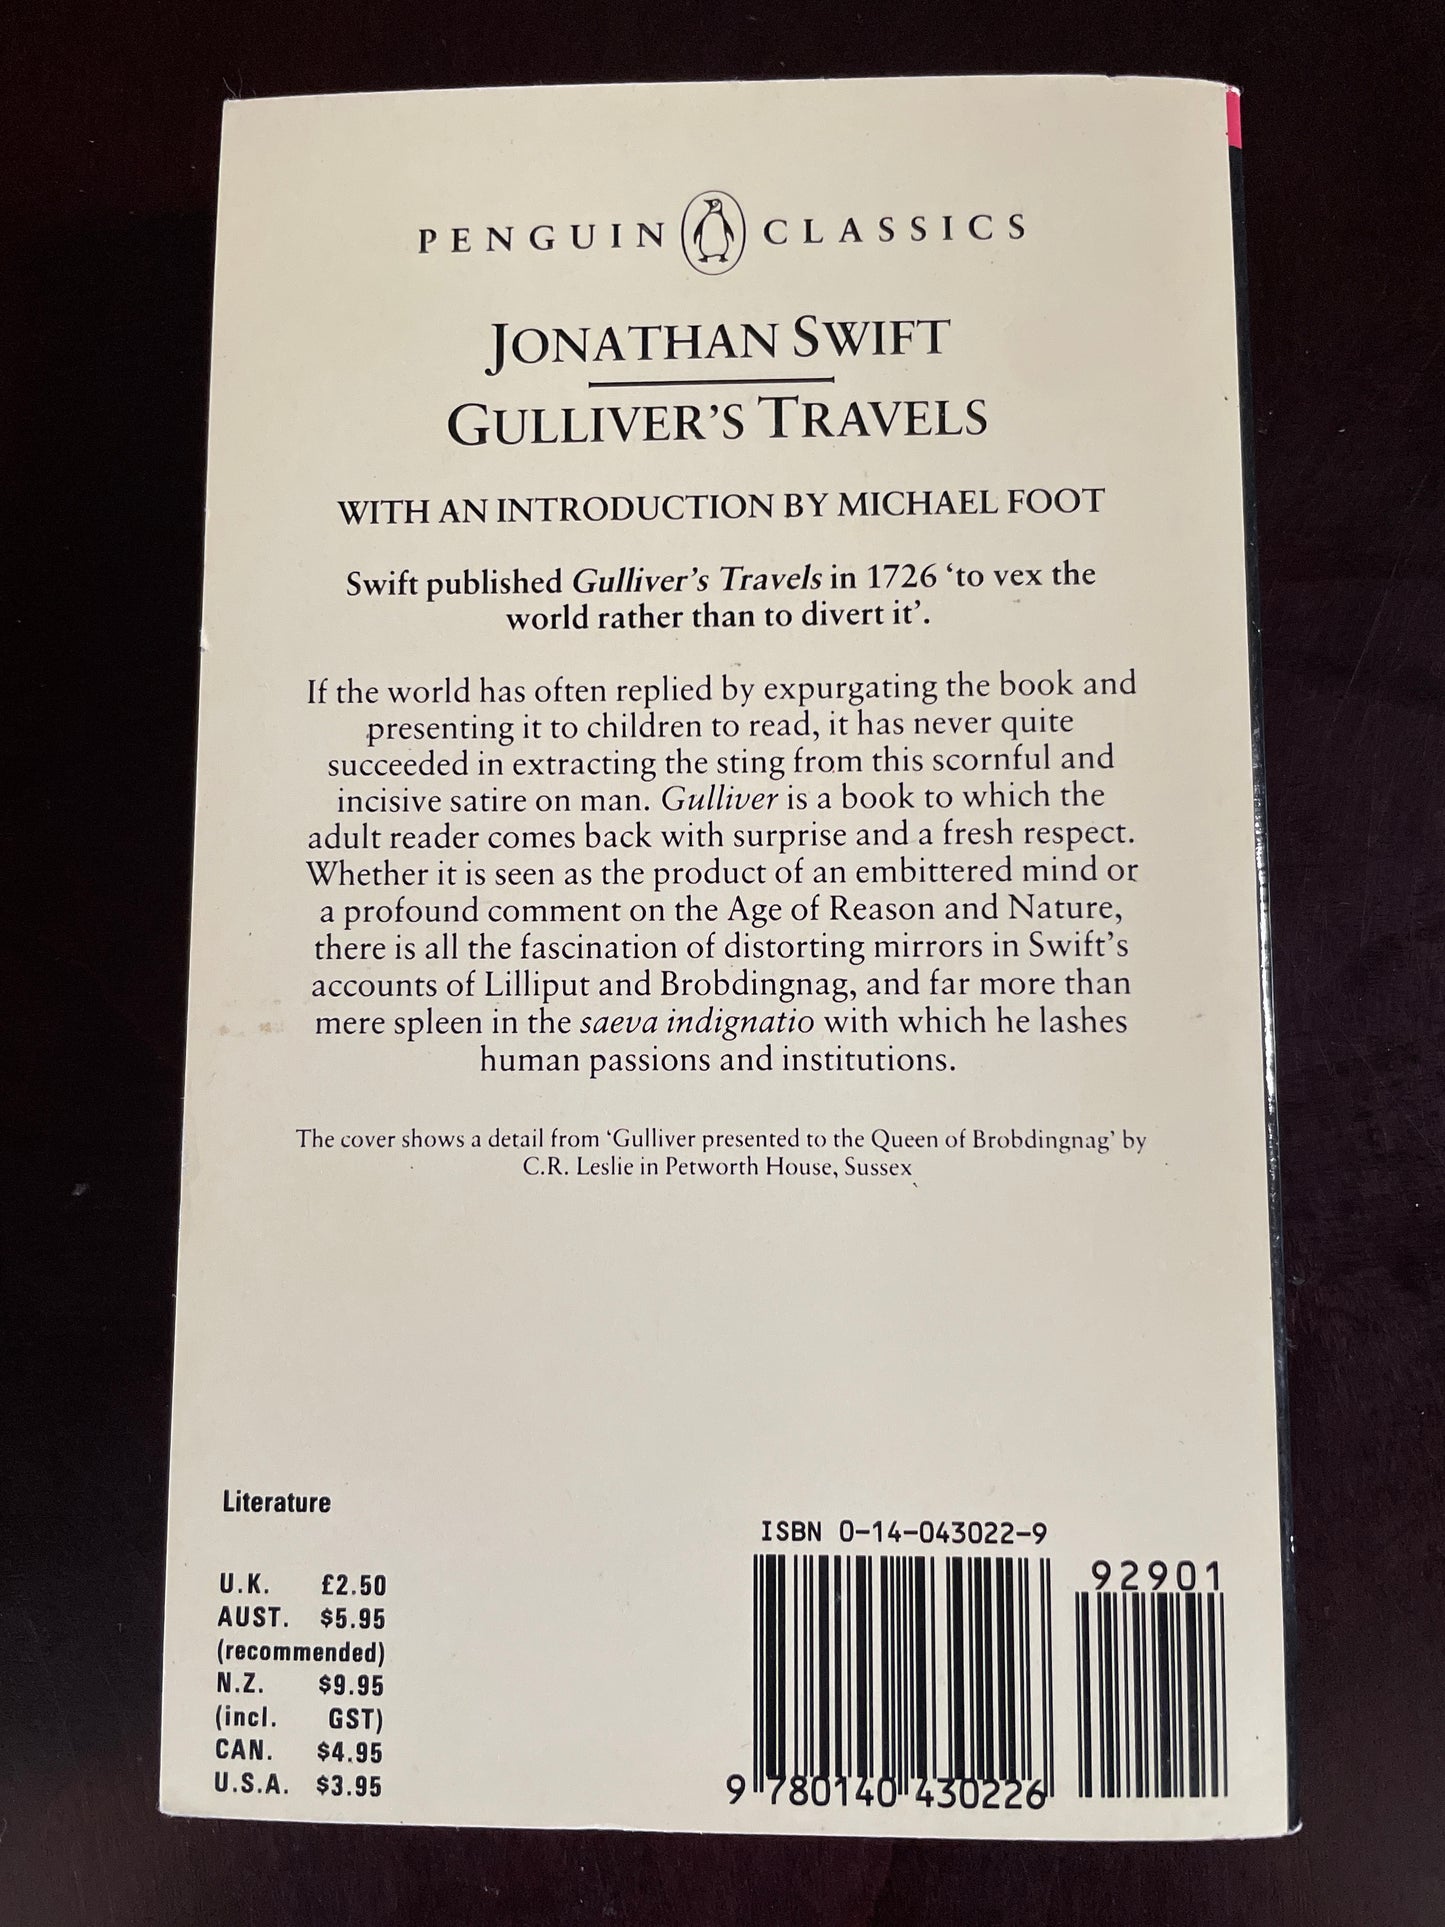 PENGUIN CLASSICS
JONATHAN SWIFT
GULLIVER'S TRAVELS
WITH AN INTRODUCTION BY MICHAEL FOOT
Swift published Gulliver's Travels in 1726 ‘to vex the
world rather than to divert it’.
If the world has often replied by expurgating the book and
presenting it to children to read, it has never quite
succeeded in extracting the sting from this scornful and
incisive satire on man. Gulliver is a book to which the
adult reader comes back with surprise and a fresh respect.
Whether it is seen as the product of an embittered mind or
a profound comment on the Age of Reason and Nature,
there is all the fascination of distorting mirrors in Swift’s
accounts of Lilliput and Brobdingnag, and far more than
mere spleen in the saeva indignatio with which he lashes
human passions and institutions.
The cover shows a detail from ‘Gulliver presented to the Queen of Brobdingnag’ by
C.R. Leslie in Petworth House, Sussex
Literature
U.K. £2.50
AUST. $5.95
(recommended)
N.Z. $9.95
(incl. GST)
CAN. $4.95
U.S.A. $3.95
ISBN 0-14-043022-9
92901
9 780140 430226